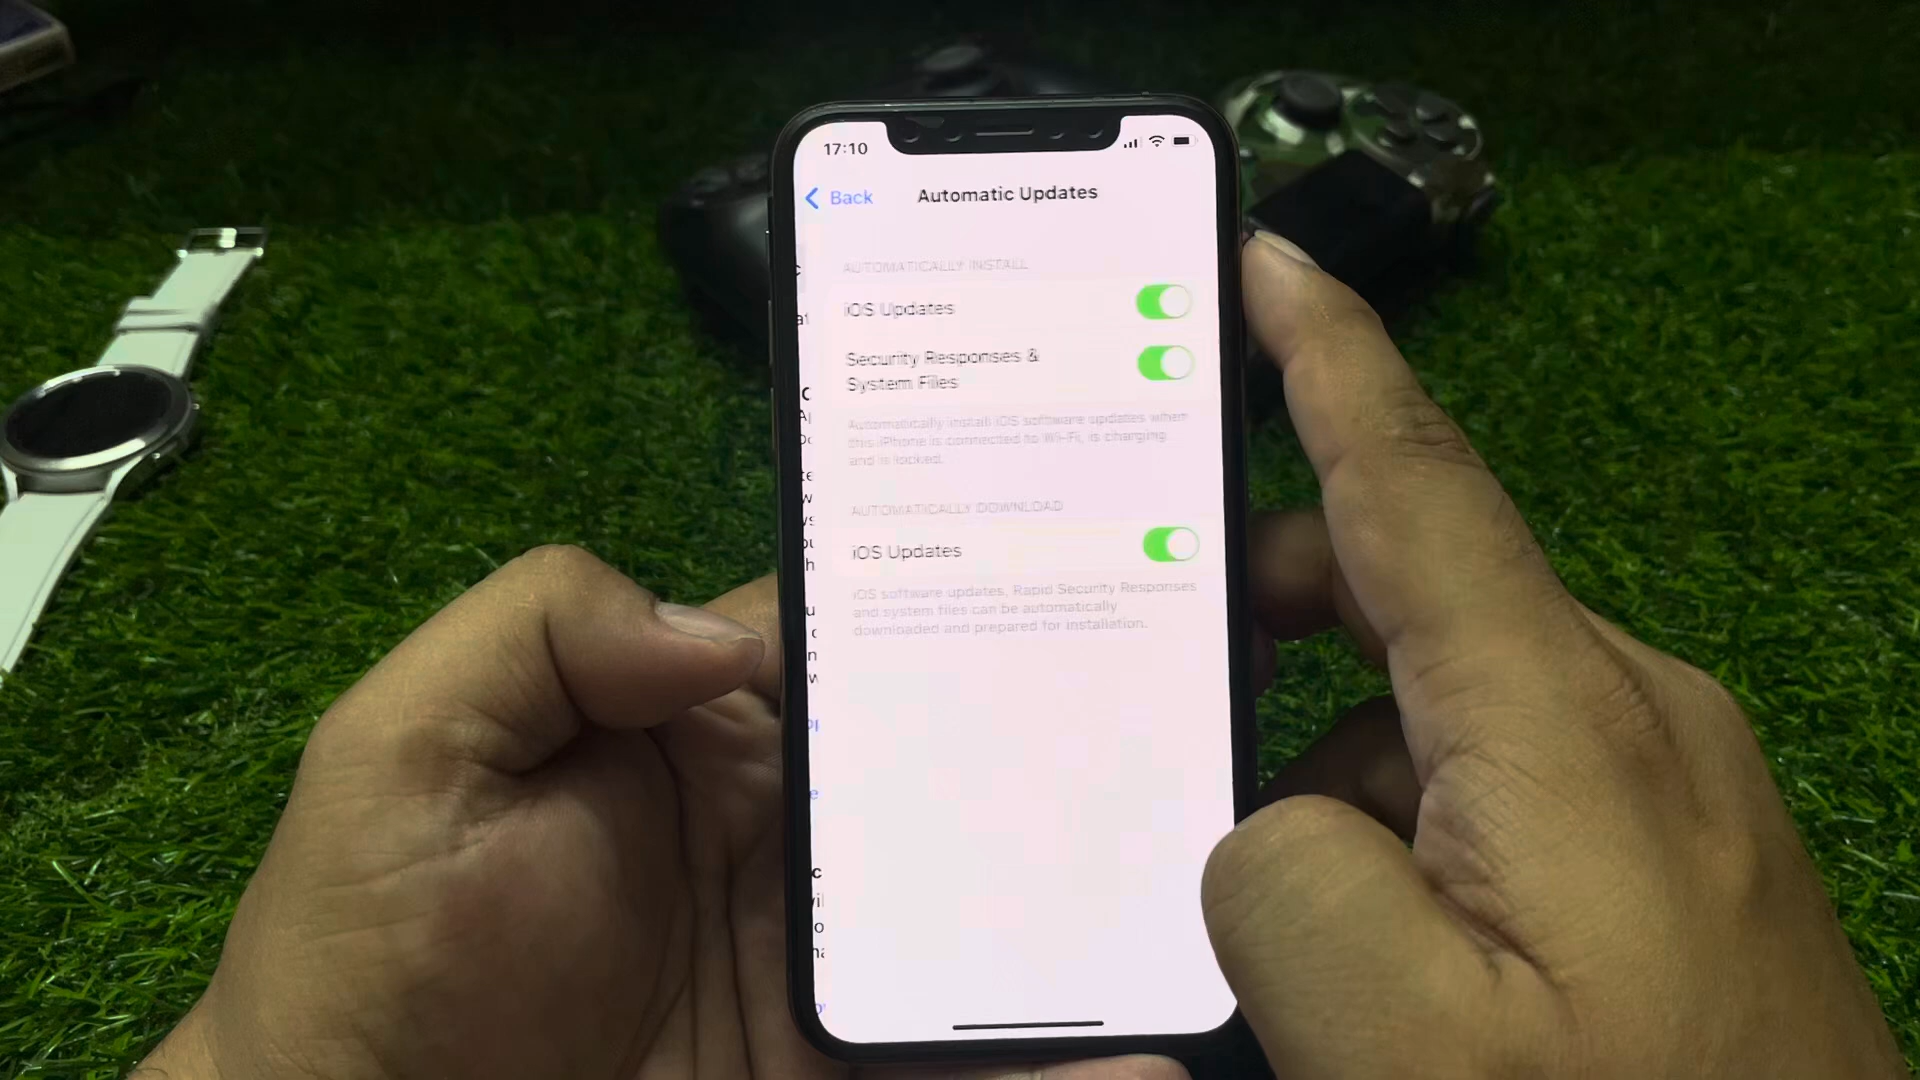 17:10
Back
Automatic Updates
AUTOMATICALLY INSTALL
iOS Updates
Security Responses &
System Files
Automatically install iOS software updates when
this iPhone is connected to Wi-Fi, is charging
and is locked.
AUTOMATICALLY DOWNLOAD
iOS Updates
iOS software updates, Rapid Security Responses
and system files can be automatically
downloaded and prepared for installation.